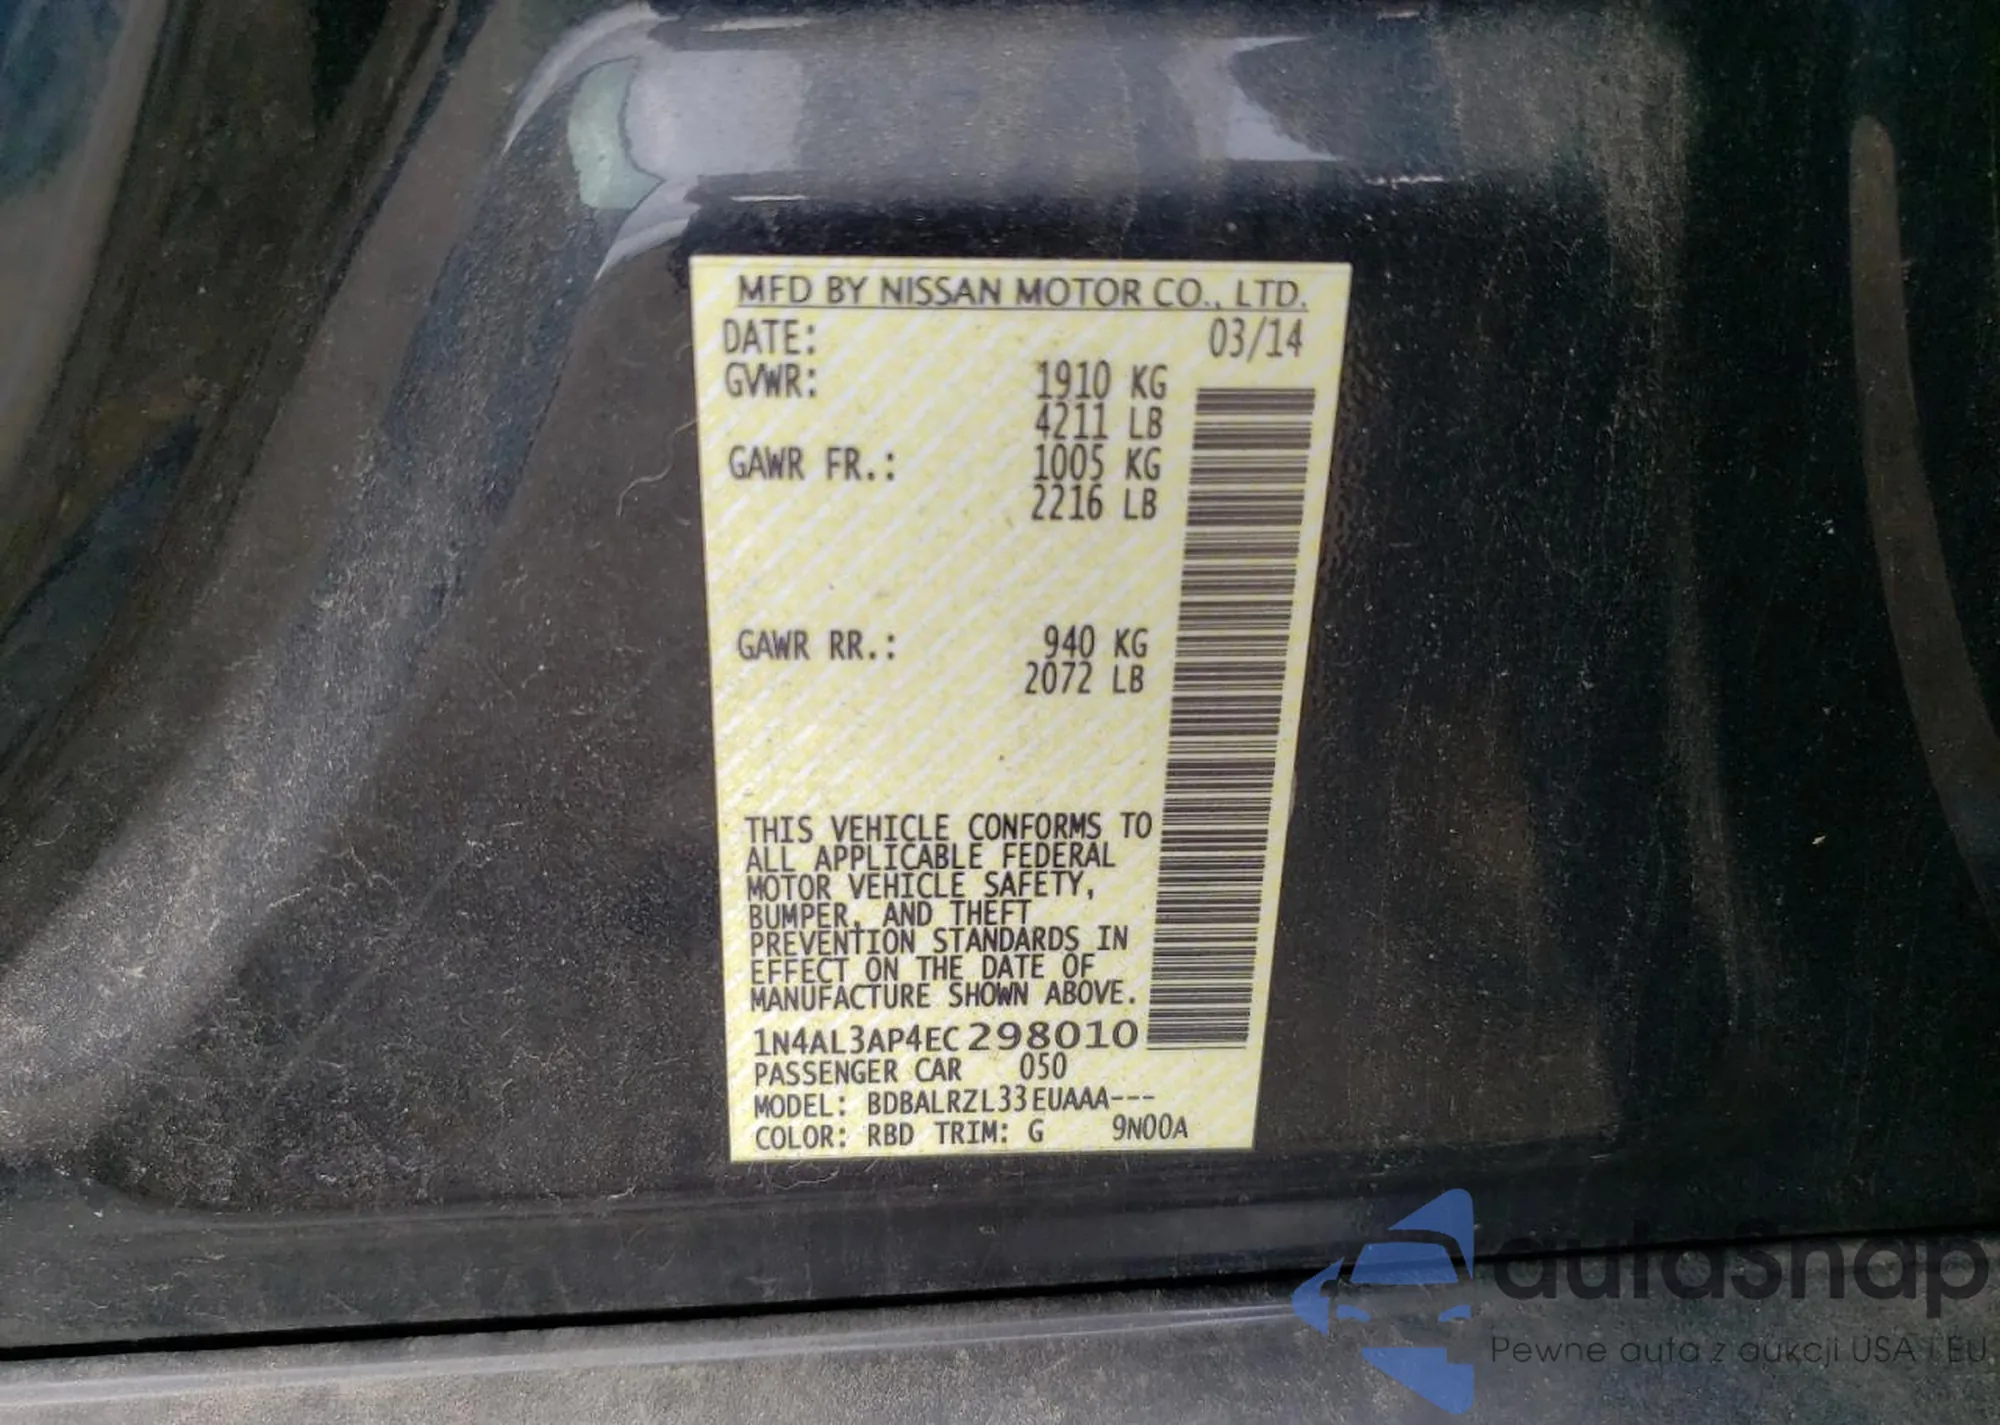 MFD BY NISSAN MOTOR CO., LTD.
DATE: 03/14
GVWR: 1910 KG
4211 LB
GAWR FR.: 1005 KG
2216 LB
GAWR RR.: 940 KG
2072 LB
THIS VEHICLE CONFORMS TO
ALL APPLICABLE FEDERAL
MOTOR VEHICLE SAFETY,
BUMPER, AND THEFT
PREVENTION STANDARDS IN
EFFECT ON THE DATE OF
MANUFACTURE SHOWN ABOVE.
1N4AL3AP4EC298010
PASSENGER CAR 050
MODEL: BDBALRZL33EUAAA---
COLOR: RBD TRIM: G 9N00A
autaSnap
Pewne auta z aukcji USA i EU